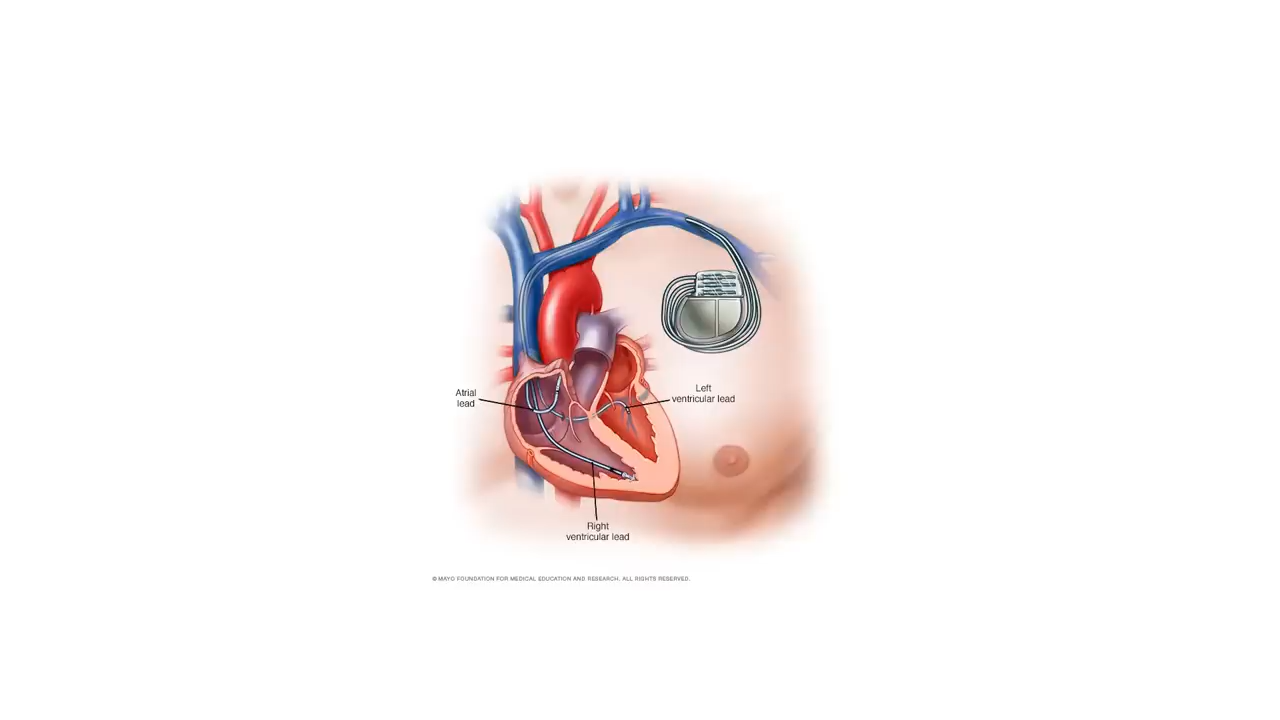 Atrial
lead
Left
ventricular lead
Right
ventricular lead
© MAYO FOUNDATION FOR MEDICAL EDUCATION AND RESEARCH. ALL RIGHTS RESERVED.